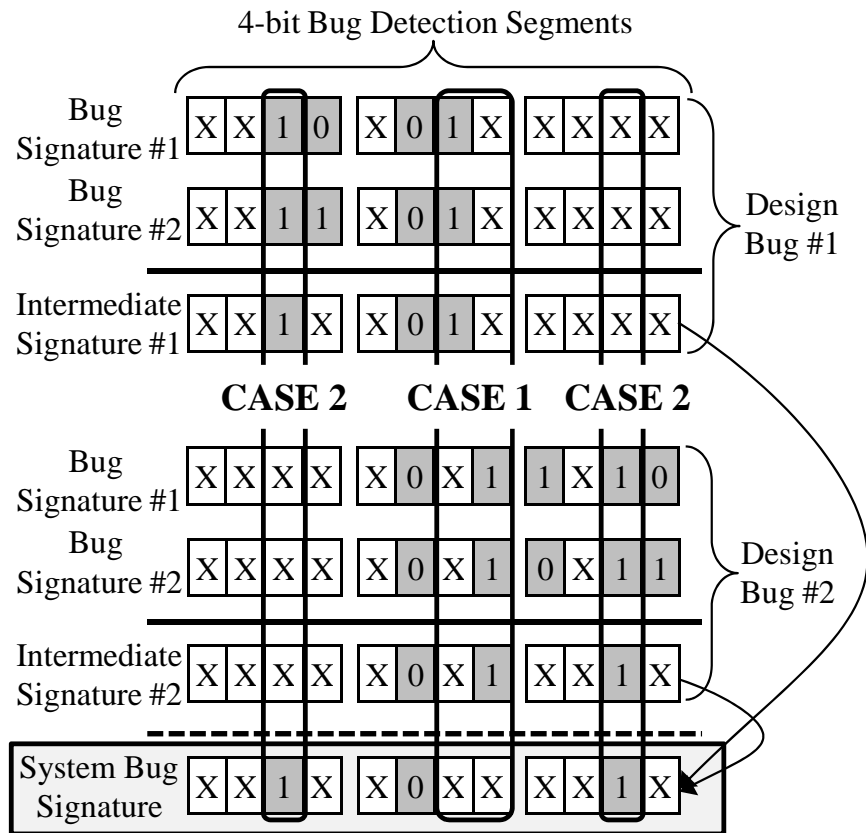 4-bit Bug Detection Segments
Bug
Signature #1
X X 1 0 X 0 1 X X X X X
Bug
Signature #2
X X 1 1 X 0 1 X X X X X
Design
Bug #1
Intermediate
Signature #1
X X 1 X X 0 1 X X X X X
CASE 2 CASE 1 CASE 2
Bug
Signature #1
X X X X X 0 X 1 1 X 1 0
Bug
Signature #2
X X X X X 0 X 1 0 X 1 1
Design
Bug #2
Intermediate
Signature #2
X X X X X 0 X 1 X X 1 X
System Bug
Signature
X X 1 X X 0 X X X X 1 X